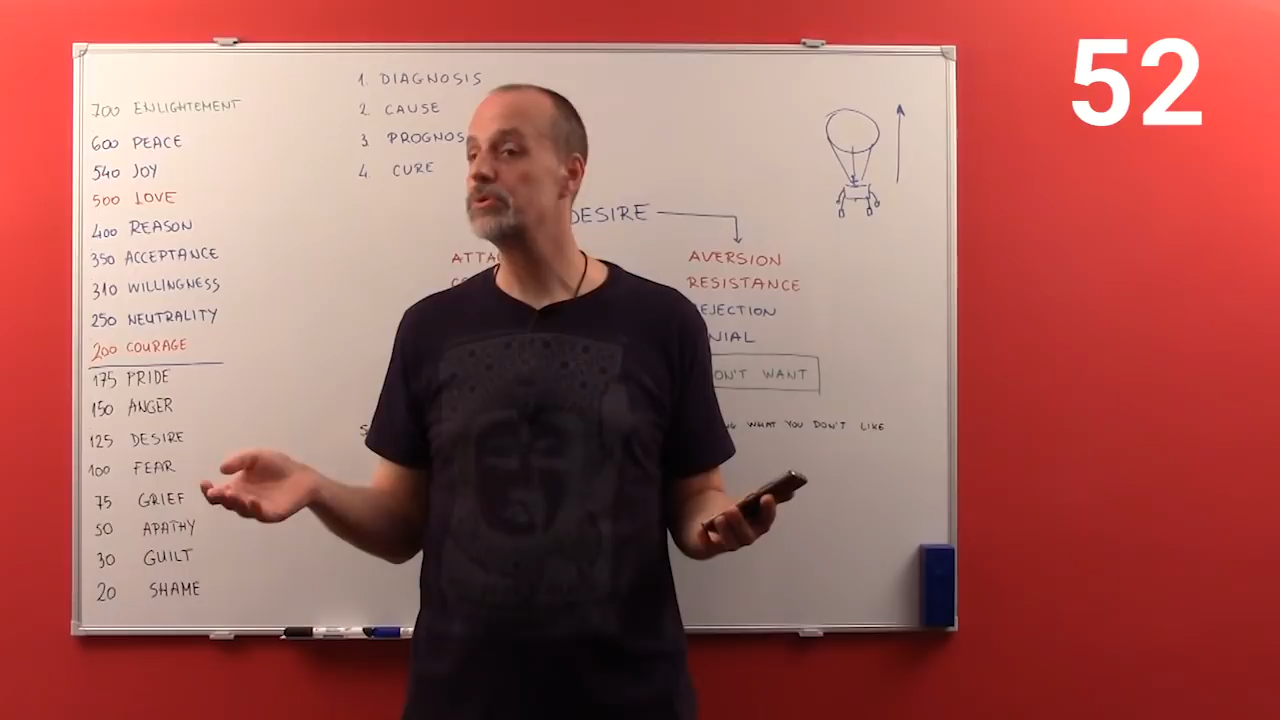 52
700 ENLIGHTEMENT
600 PEACE
540 JOY
500 LOVE
400 REASON
350 ACCEPTANCE
310 WILLINGNESS
250 NEUTRALITY
200 COURAGE
175 PRIDE
150 ANGER
125 DESIRE
100 FEAR
75 GRIEF
50 APATHY
30 GUILT
20 SHAME
1. DIAGNOSIS
2. CAUSE
3. PROGNOS
4. CURE
DESIRE
ATTA
AVERSION
RESISTANCE
EJECTION
NIAL
ON'T WANT
WHAT YOU DON'T LIKE